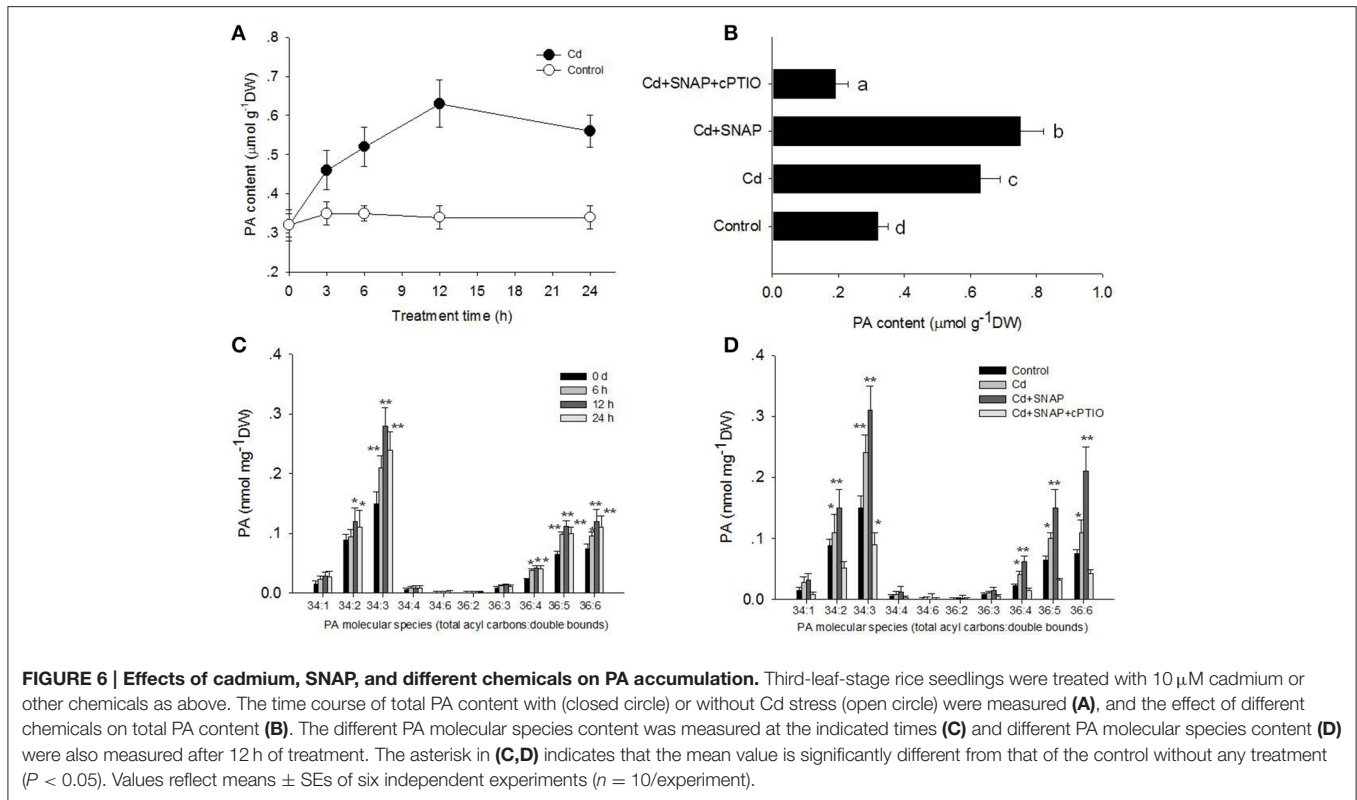 A
.8
.7
.6
.5
.4
.3
.2
PA content (μmol g⁻¹DW)
Cd
Control
0 3 6 9 12 15 18 21 24
Treatment time (h)
B
Cd+SNAP+cPTIO
Cd+SNAP
Cd
Control
a
b
c
d
0.0 .2 .4 .6 .8 1.0
PA content (μmol g⁻¹DW)
C
.4
.3
.2
.1
0.0
PA (nmol mg⁻¹DW)
0 d
6 h
12 h
24 h
* *
** ** **
* **
** ** **
* ** **
34:1 34:2 34:3 34:4 34:6 36:2 36:3 36:4 36:5 36:6
PA molecular species (total acyl carbons:double bounds)
D
.4
.3
.2
.1
0.0
PA (nmol mg⁻¹DW)
Control
Cd
Cd+SNAP
Cd+SNAP+cPTIO
* **
** ** *
* **
* **
* **
34:1 34:2 34:3 34:4 34:6 36:2 36:3 36:4 36:5 36:6
PA molecular species (total acyl carbons:double bounds)
FIGURE 6 | Effects of cadmium, SNAP, and different chemicals on PA accumulation. Third-leaf-stage rice seedlings were treated with 10 μM cadmium or
other chemicals as above. The time course of total PA content with (closed circle) or without Cd stress (open circle) were measured (A), and the effect of different
chemicals on total PA content (B). The different PA molecular species content was measured at the indicated times (C) and different PA molecular species content (D)
were also measured after 12 h of treatment. The asterisk in (C,D) indicates that the mean value is significantly different from that of the control without any treatment
(P < 0.05). Values reflect means ± SEs of six independent experiments (n = 10/experiment).